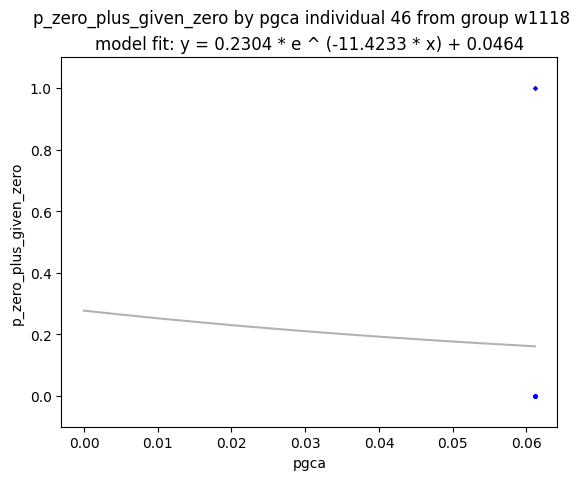 p_zero_plus_given_zero by pgca individual 46 from group w1118
model fit: y = 0.2304 * e ^ (-11.4233 * x) + 0.0464
1.0
0.8
0.6
0.4
0.2
0.0
p_zero_plus_given_zero
0.00 0.01 0.02 0.03 0.04 0.05 0.06
pgca